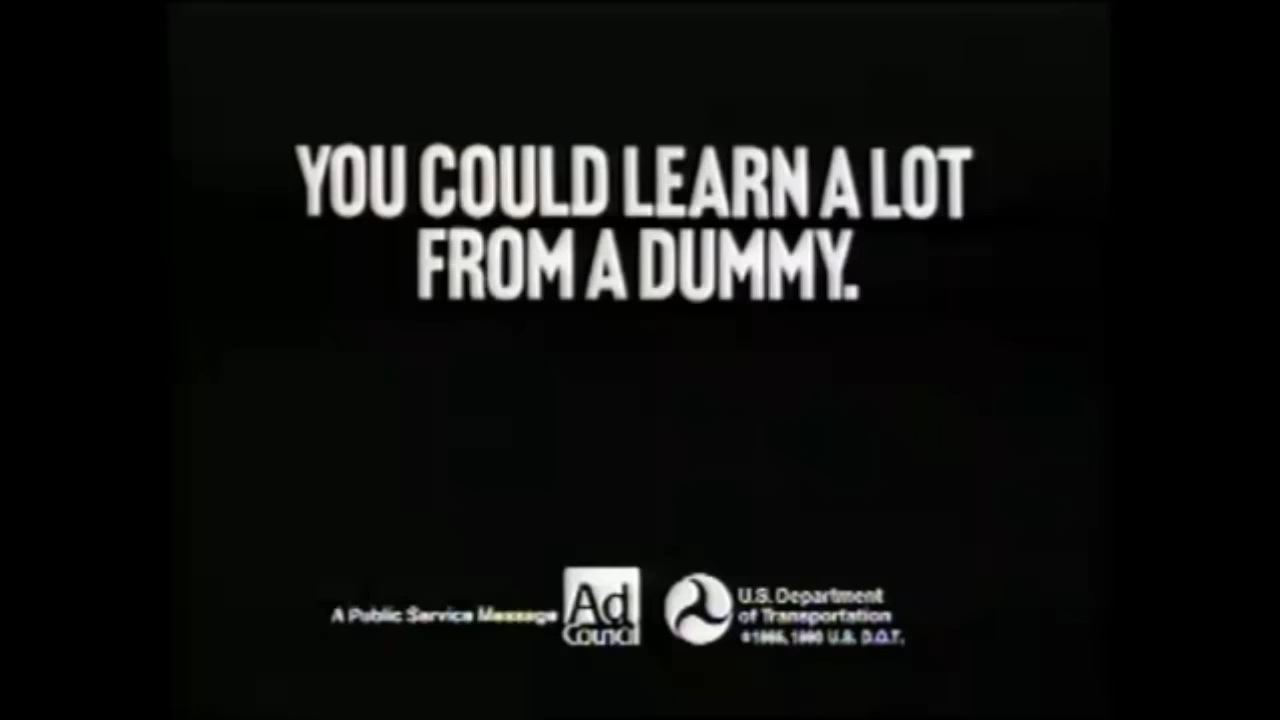 YOU COULD LEARN A LOT
FROM A DUMMY.
A Public Service Message
Ad
Council
U.S. Department
of Transportation
U.S. D.O.T.